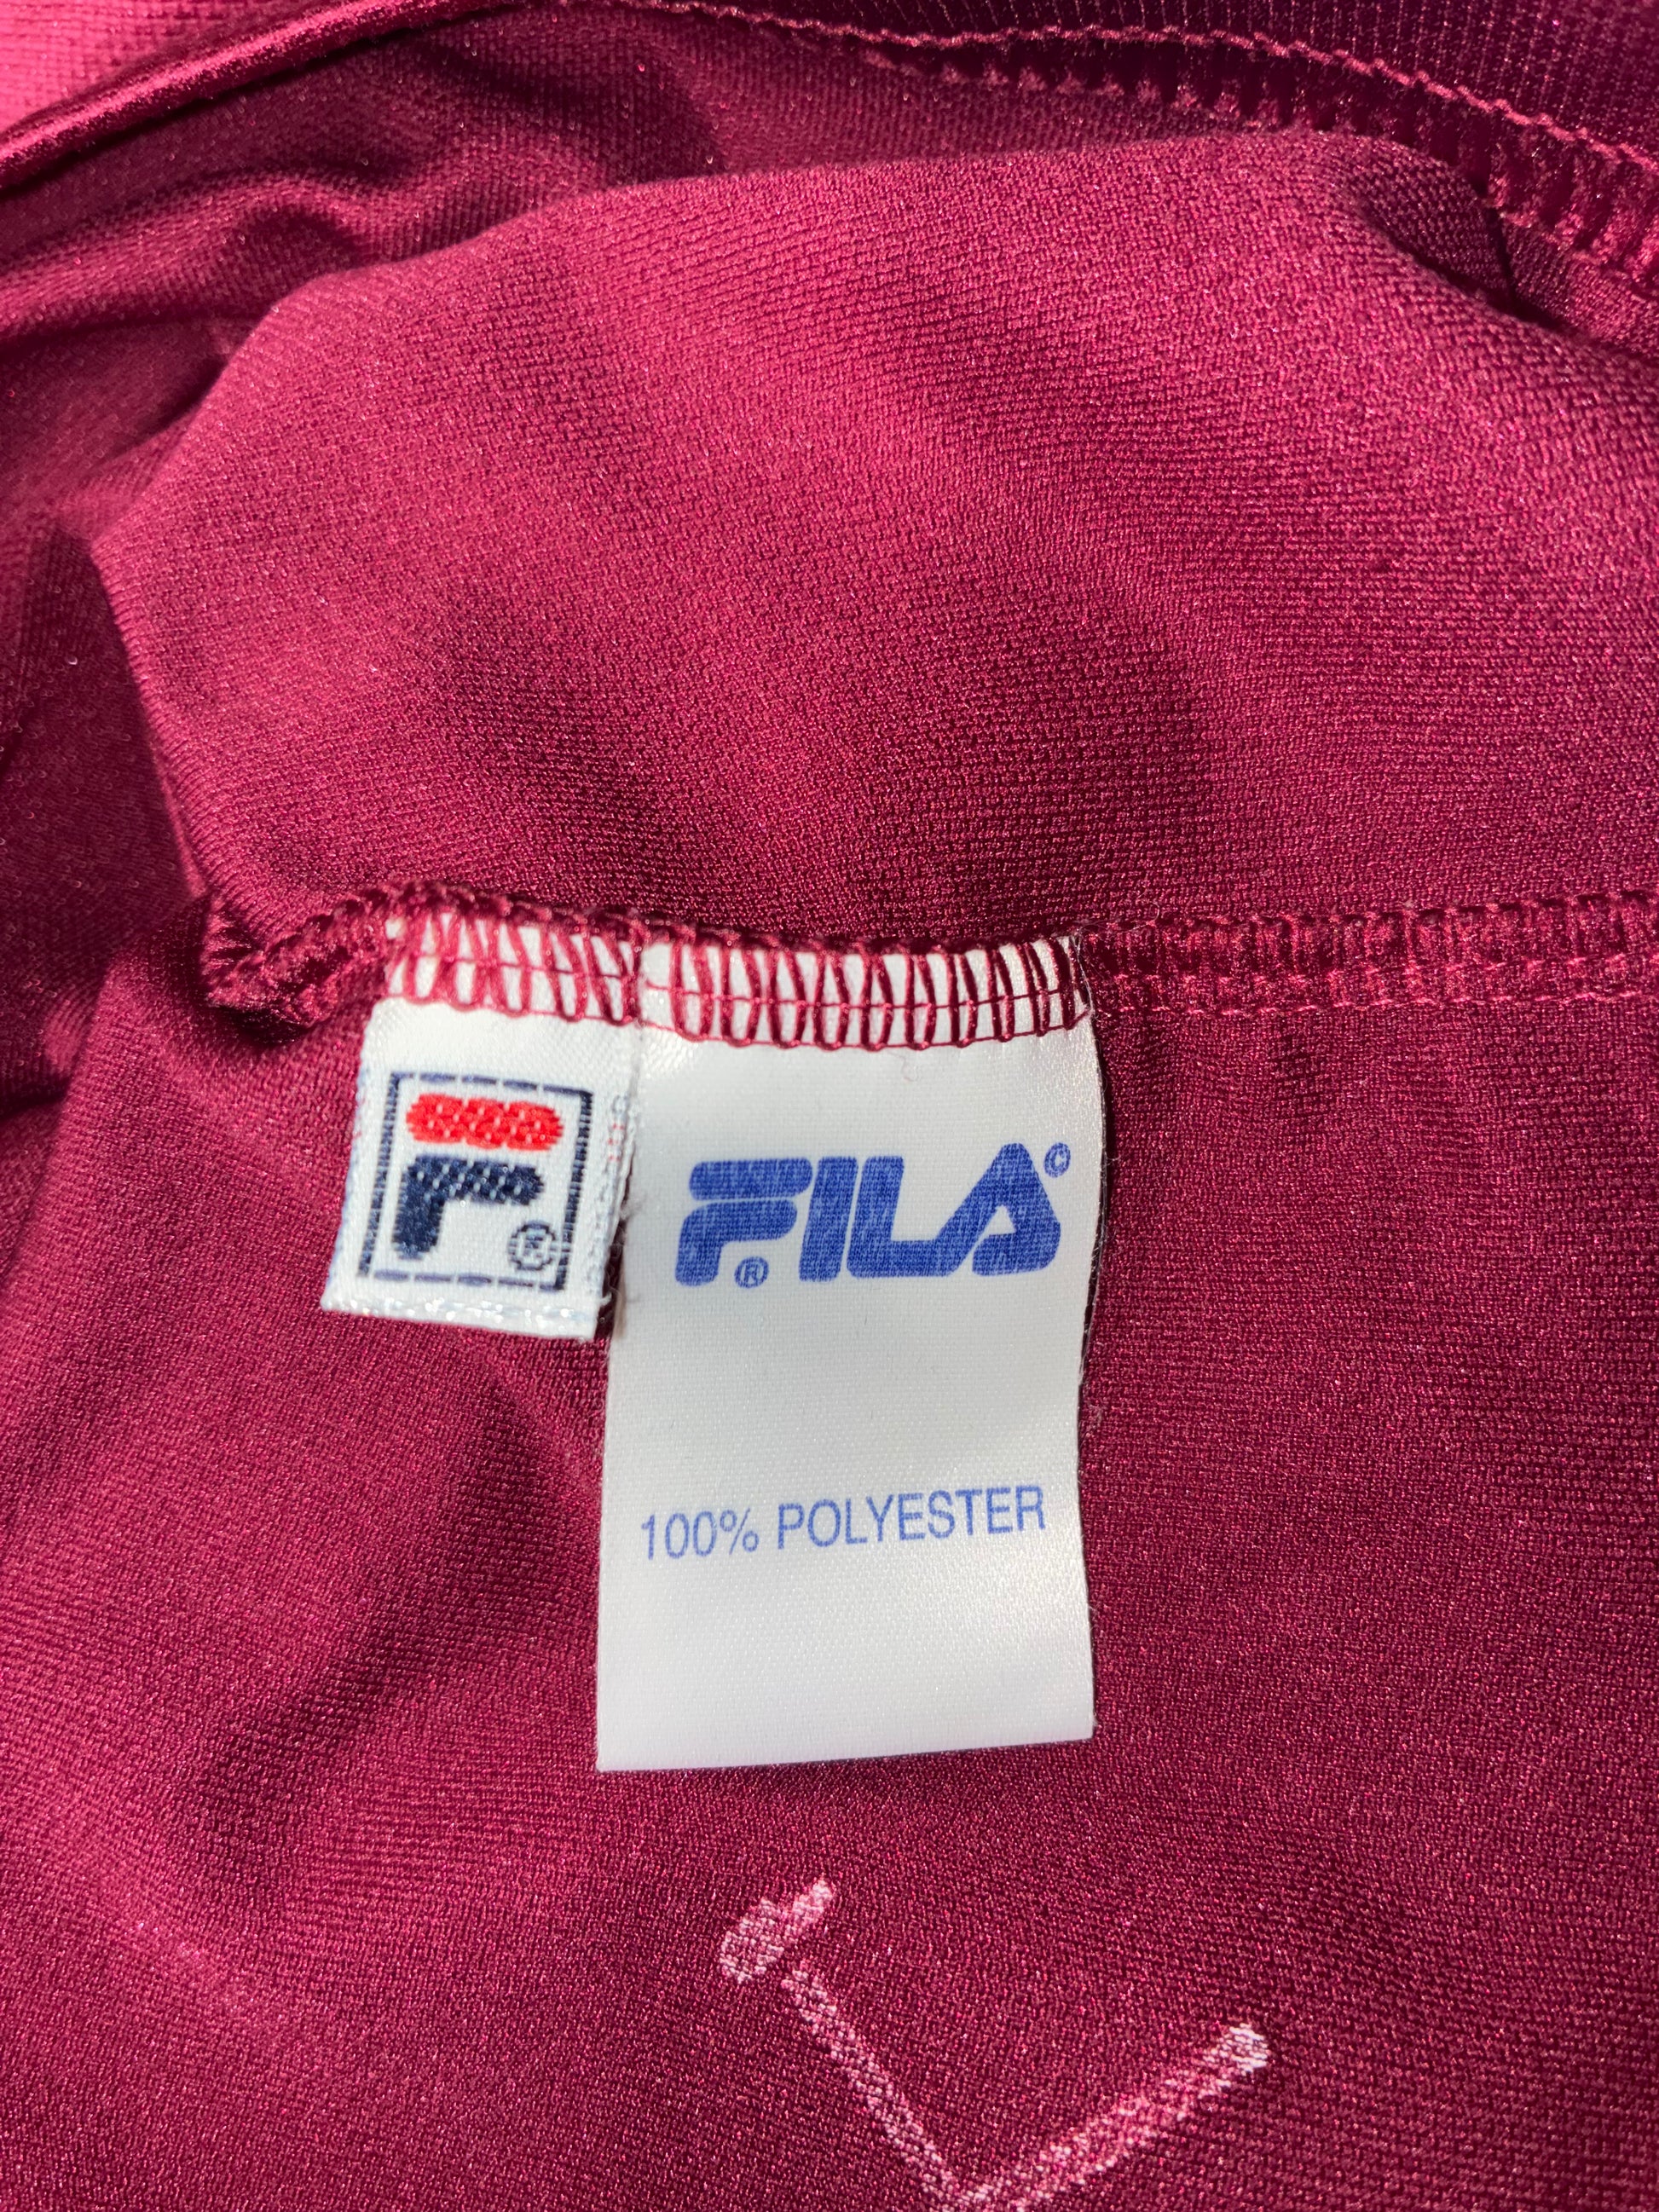 F®
FILA©
®
100% POLYESTER